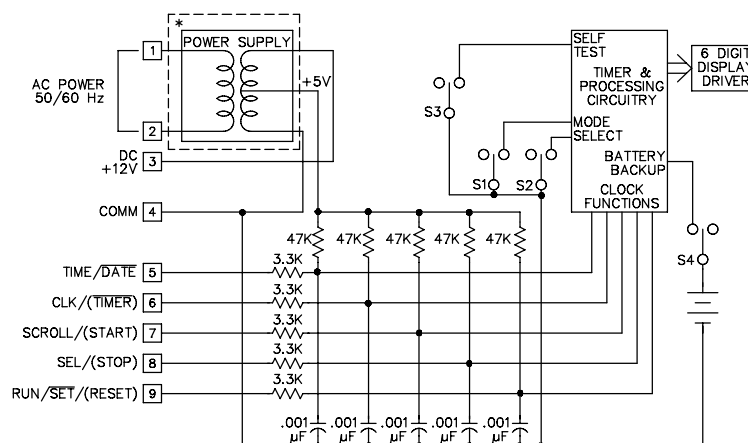 *
POWER SUPPLY
+5V
1
AC POWER
50/60 Hz
2
DC
+12V
3
COMM
4
TIME/DATE
5
CLK/(TIMER)
6
SCROLL/(START)
7
SEL/(STOP)
8
RUN/SET/(RESET)
9
3.3K
3.3K
3.3K
3.3K
3.3K
47K
47K
47K
47K
47K
.001
µF
.001
µF
.001
µF
.001
µF
.001
µF
SELF
TEST
TIMER &
PROCESSING
CIRCUITRY
MODE
SELECT
BATTERY
BACKUP
CLOCK
FUNCTIONS
6 DIGIT
DISPLAY
DRIVER
S3
S1
S2
S4